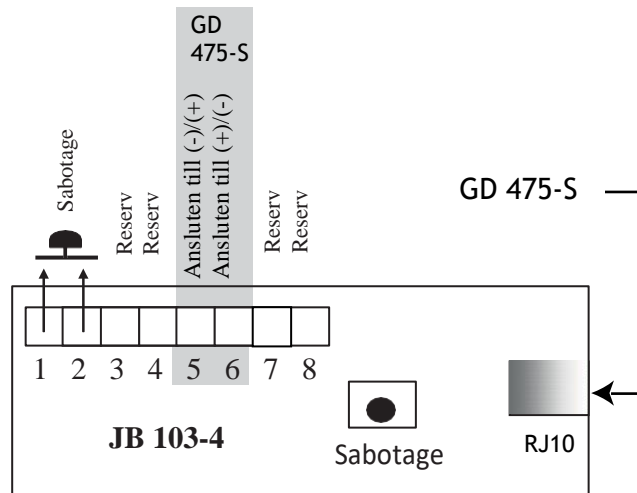 GD
475-S
Sabotage
Reserv
Reserv
Ansluten till (-)/(+)
Ansluten till (+)/(-)
Reserv
Reserv
GD 475-S
1 2 3 4 5 6 7 8
JB 103-4
Sabotage
RJ10